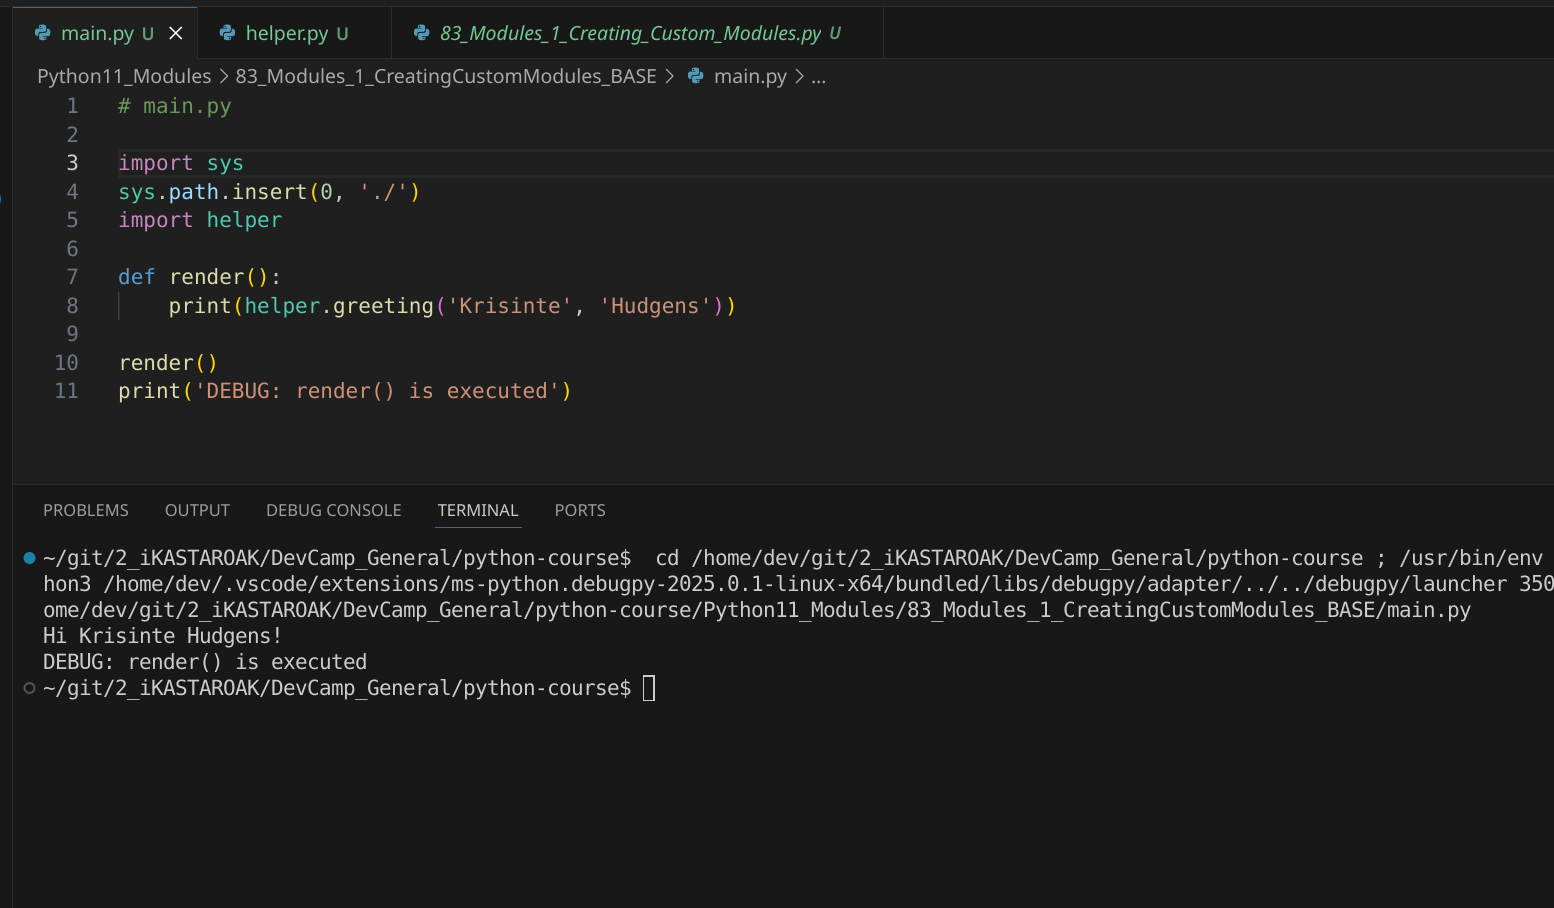 main.py U
helper.py U
83_Modules_1_Creating_Custom_Modules.py U
Python11_Modules > 83_Modules_1_CreatingCustomModules_BASE > main.py > ...
1 # main.py
2
3 import sys
4 sys.path.insert(0, './')
5 import helper
6
7 def render():
8     print(helper.greeting('Krisinte', 'Hudgens'))
9
10 render()
11 print('DEBUG: render() is executed')
PROBLEMS OUTPUT DEBUG CONSOLE TERMINAL PORTS
~/git/2_iKASTAROAK/DevCamp_General/python-course$  cd /home/dev/git/2_iKASTAROAK/DevCamp_General/python-course ; /usr/bin/env
hon3 /home/dev/.vscode/extensions/ms-python.debugpy-2025.0.1-linux-x64/bundled/libs/debugpy/adapter/../../debugpy/launcher 350
ome/dev/git/2_iKASTAROAK/DevCamp_General/python-course/Python11_Modules/83_Modules_1_CreatingCustomModules_BASE/main.py
Hi Krisinte Hudgens!
DEBUG: render() is executed
~/git/2_iKASTAROAK/DevCamp_General/python-course$